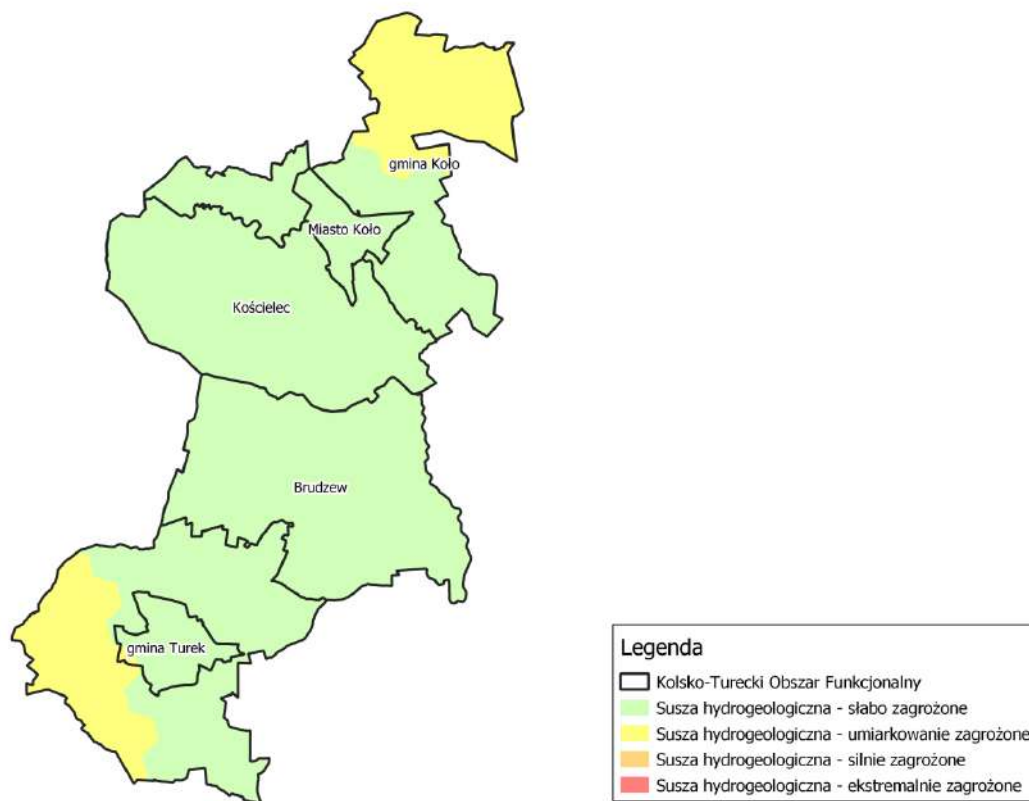 gmina Koło
Miasto Koło
Kościelec
Brudzew
gmina Turek
Legenda
Kolsko-Turecki Obszar Funkcjonalny
Susza hydrogeologiczna - słabo zagrożone
Susza hydrogeologiczna - umiarkowanie zagrożone
Susza hydrogeologiczna - silnie zagrożone
Susza hydrogeologiczna - ekstremalnie zagrożone